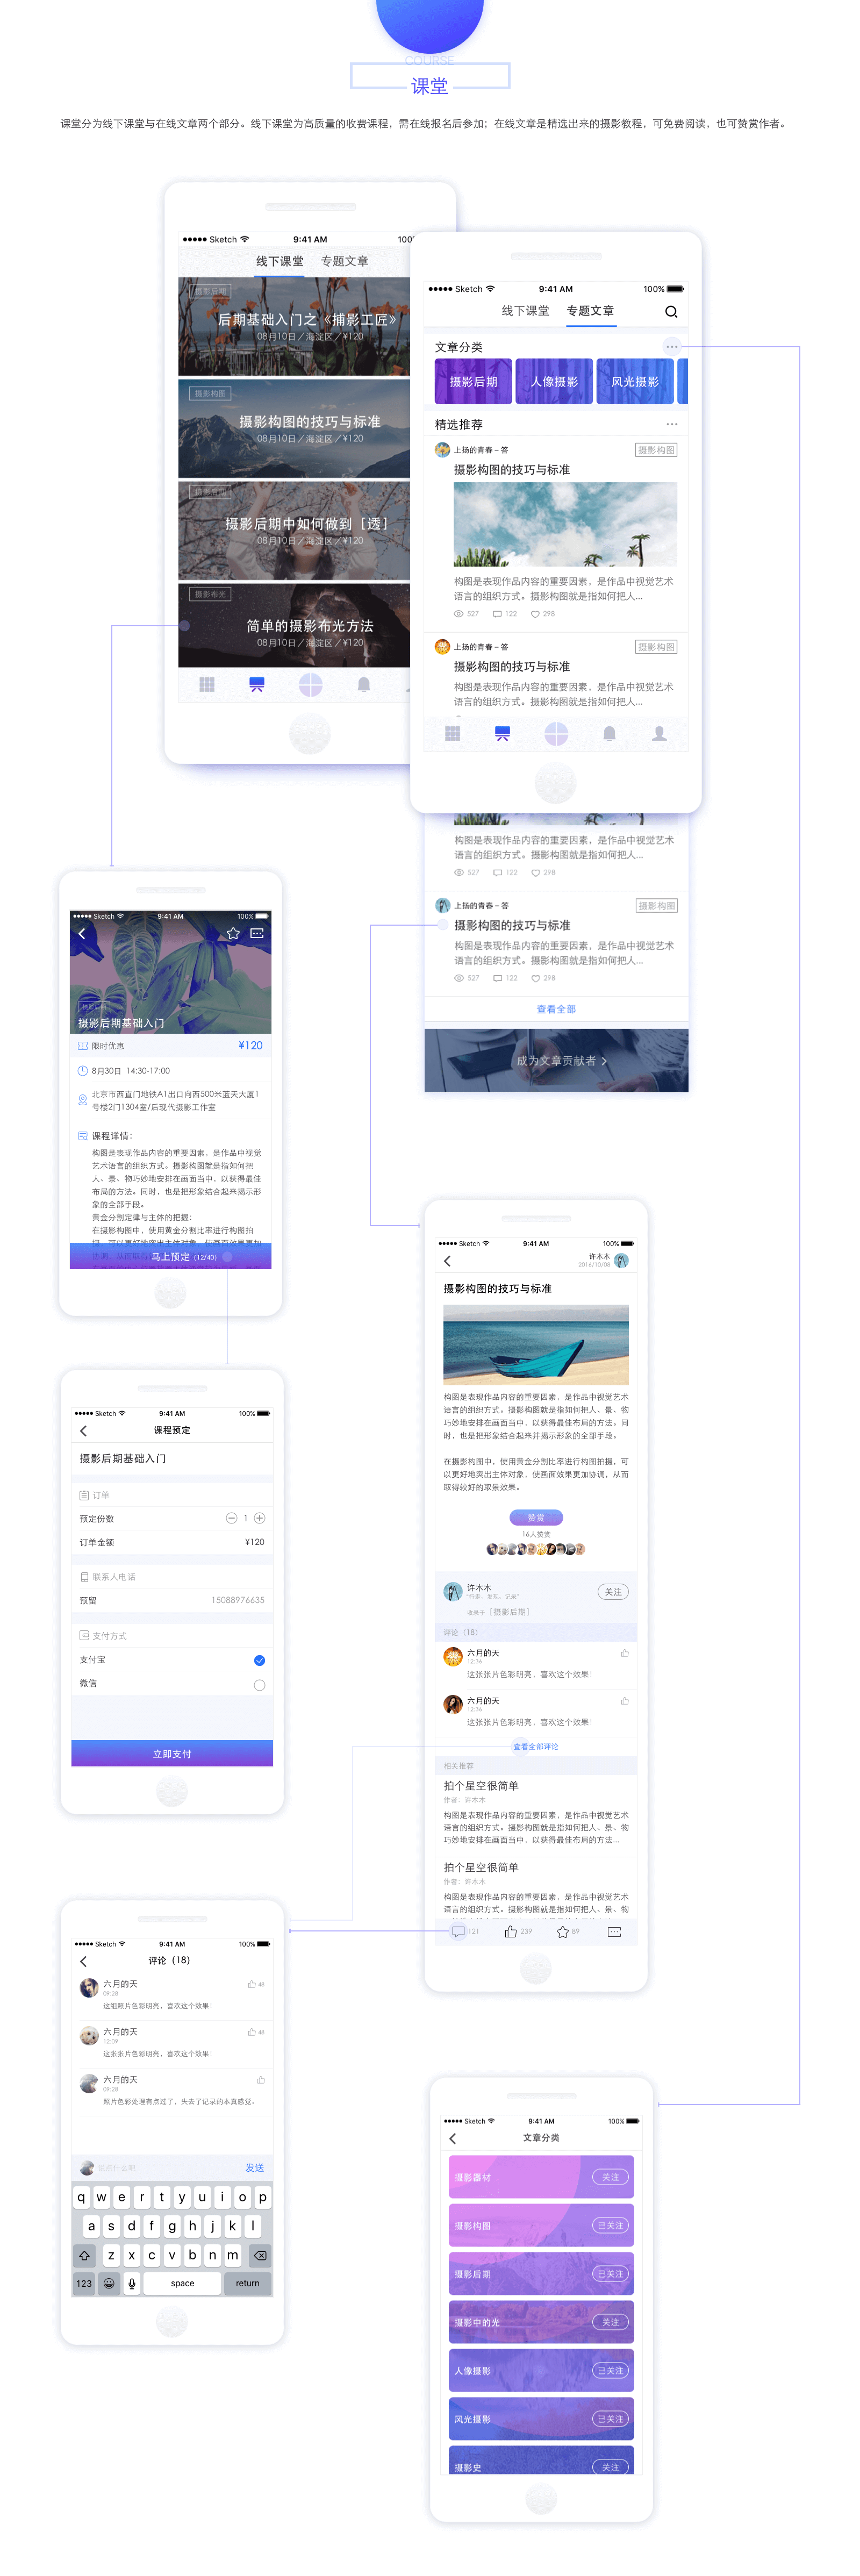 COURSE
课堂
课堂分为线下课堂与在线文章两个部分。线下课堂为高质量的收费课程，需在线报名后参加；在线文章是精选出来的摄影教程，可免费阅读，也可赞赏作者。
Sketch 9:41 AM 100
线下课堂 专题文章
摄影后期
后期基础入门之《捕影工匠》
08月10日／海淀区／¥120
摄影构图
摄影构图的技巧与标准
08月10日／海淀区／¥120
摄影后期中如何做到［透］
08月10日／海淀区／¥120
摄影布光
简单的摄影布光方法
08月10日／海淀区／¥120
Sketch 9:41 AM 100%
线下课堂 专题文章
文章分类
摄影后期 人像摄影 风光摄影
精选推荐
上扬的青春 – 答 摄影构图
摄影构图的技巧与标准
构图是表现作品内容的重要因素，是作品中视觉艺术
语言的组织方式。摄影构图就是指如何把人...
527 122 298
上扬的青春 – 答 摄影构图
摄影构图的技巧与标准
构图是表现作品内容的重要因素，是作品中视觉艺术
语言的组织方式。摄影构图就是指如何把人...
构图是表现作品内容的重要因素，是作品中视觉艺术
语言的组织方式。摄影构图就是指如何把人...
527 122 298
上扬的青春 – 答 摄影构图
摄影构图的技巧与标准
构图是表现作品内容的重要因素，是作品中视觉艺术
语言的组织方式。摄影构图就是指如何把人...
527 122 298
查看全部
成为文章贡献者
Sketch 9:41 AM 100%
摄影后期基础入门
限时优惠 ¥120
8月30日 14:30-17:00
北京市西直门地铁A1出口向西500米蓝天大厦1
号楼2门1304室/后现代摄影工作室
课程详情：
构图是表现作品内容的重要因素，是作品中视觉
艺术语言的组织方式。摄影构图就是指如何把
人、景、物巧妙地安排在画面当中，以获得最佳
布局的方法。同时，也是把形象结合起来揭示形
象的全部手段。
黄金分割定律与主体的把握：
在摄影构图中，使用黄金分割比率进行构图拍
摄，可以更好地突出主体对象，使画面效果更加
马上预定（12/40）
Sketch 9:41 AM 100%
课程预定
摄影后期基础入门
订单
预定份数 1
订单金额 ¥120
联系人电话
预留 15088976635
支付方式
支付宝
微信
立即支付
Sketch 9:41 AM 100%
许木木
2016/10/08
摄影构图的技巧与标准
构图是表现作品内容的重要因素，是作品中视觉艺术
语言的组织方式。摄影构图就是指如何把人、景、物
巧妙地安排在画面当中，以获得最佳布局的方法。同
时，也是把形象结合起来并揭示形象的全部手段。
在摄影构图中，使用黄金分割比率进行构图拍摄，可
以更好地突出主体对象，使画面效果更加协调，从而
取得较好的取景效果。
赞赏
16人赞赏
许木木 关注
“行走，发现，记录”
收录于［摄影后期］
评论（18）
六月的天
12:36
这张张片色彩明亮，喜欢这个效果！
六月的天
12:36
这张张片色彩明亮，喜欢这个效果！
查看全部评论
相关推荐
拍个星空很简单
作者：许木木
构图是表现作品内容的重要因素，是作品中视觉艺术
语言的组织方式。摄影构图就是指如何把人、景、物
巧妙地安排在画面当中，以获得最佳布局的方法...
拍个星空很简单
作者：许木木
构图是表现作品内容的重要因素，是作品中视觉艺术
语言的组织方式。摄影构图就是指如何把人、景、物
121 239 89
Sketch 9:41 AM 100%
评论（18）
六月的天 46
09:28
这组照片色彩明亮，喜欢这个效果！
六月的天 46
12:09
这张张片色彩明亮，喜欢这个效果！
六月的天
09:28
照片色彩处理有点过了，失去了记录的本真感觉。
说点什么吧 发送
q w e r t y u i o p
a s d f g h j k l
z x c v b n m
123 space return
Sketch 9:41 AM 100%
文章分类
摄影器材 关注
摄影构图 已关注
摄影后期 已关注
摄影中的光 关注
人像摄影 已关注
风光摄影 已关注
摄影史 关注